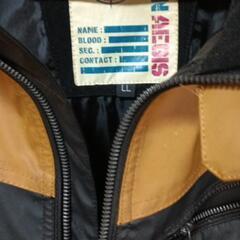 NAME :
BLOOD :
SEC. :
CONTACT :
AEGIS
LL